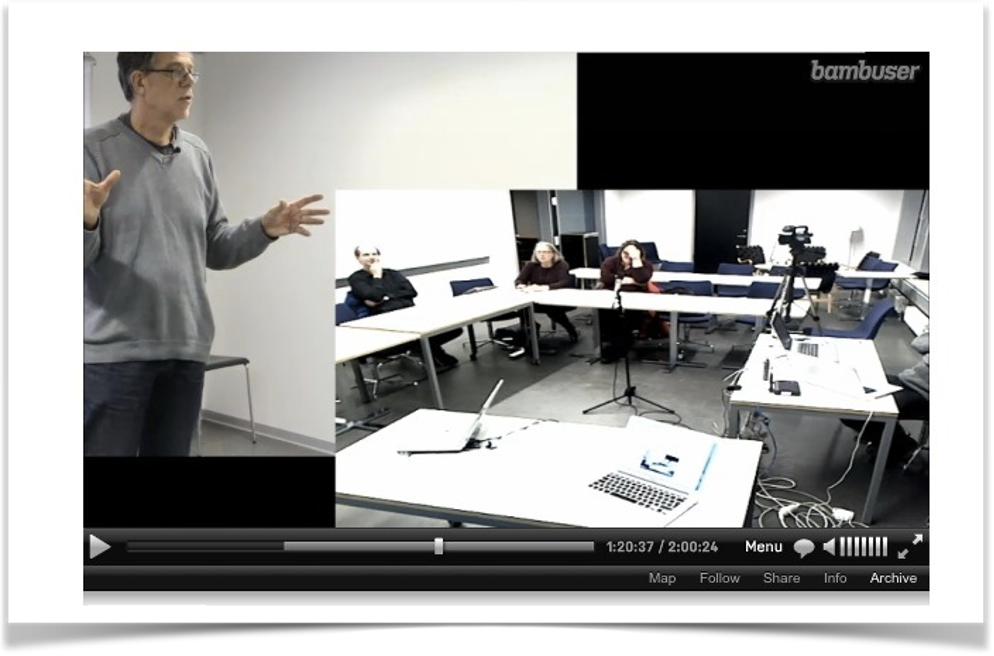 bambuser
1:20:37 / 2:00:24 Menu
Map Follow Share Info Archive